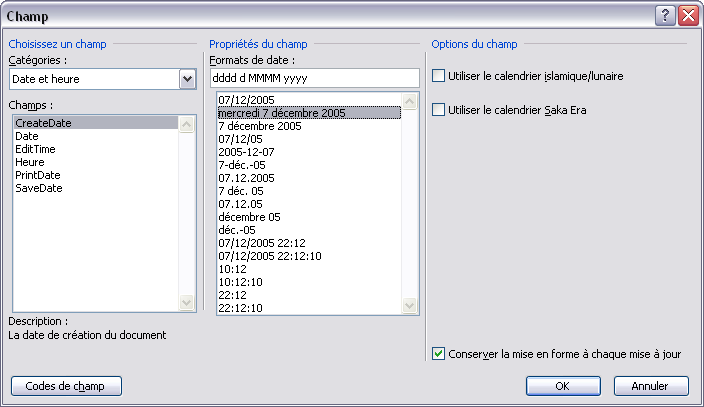 Champ
Choisissez un champ
Catégories :
Date et heure
Champs :
CreateDate
Date
EditTime
Heure
PrintDate
SaveDate
Description :
La date de création du document
Propriétés du champ
Formats de date :
dddd d MMMM yyyy
07/12/2005
mercredi 7 décembre 2005
7 décembre 2005
07/12/05
2005-12-07
7-déc.-05
07.12.2005
7 déc. 05
07.12.05
décembre 05
déc.-05
07/12/2005 22:12
07/12/2005 22:12:10
10:12
10:12:10
22:12
22:12:10
Options du champ
Utiliser le calendrier islamique/lunaire
Utiliser le calendrier Saka Era
Conserver la mise en forme à chaque mise à jour
Codes de champ
OK
Annuler